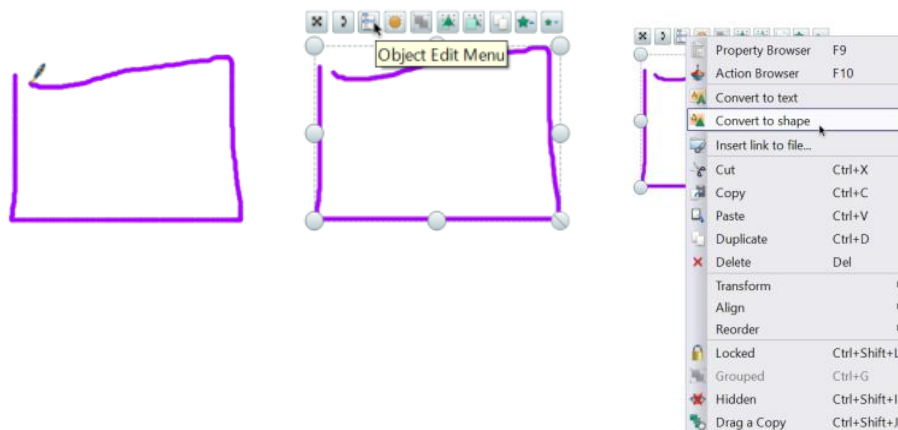 Object Edit Menu
Property Browser F9
Action Browser F10
Convert to text
Convert to shape
Insert link to file...
Cut Ctrl+X
Copy Ctrl+C
Paste Ctrl+V
Duplicate Ctrl+D
Delete Del
Transform
Align
Reorder
Locked Ctrl+Shift+L
Grouped Ctrl+G
Hidden Ctrl+Shift+I
Drag a Copy Ctrl+Shift+J